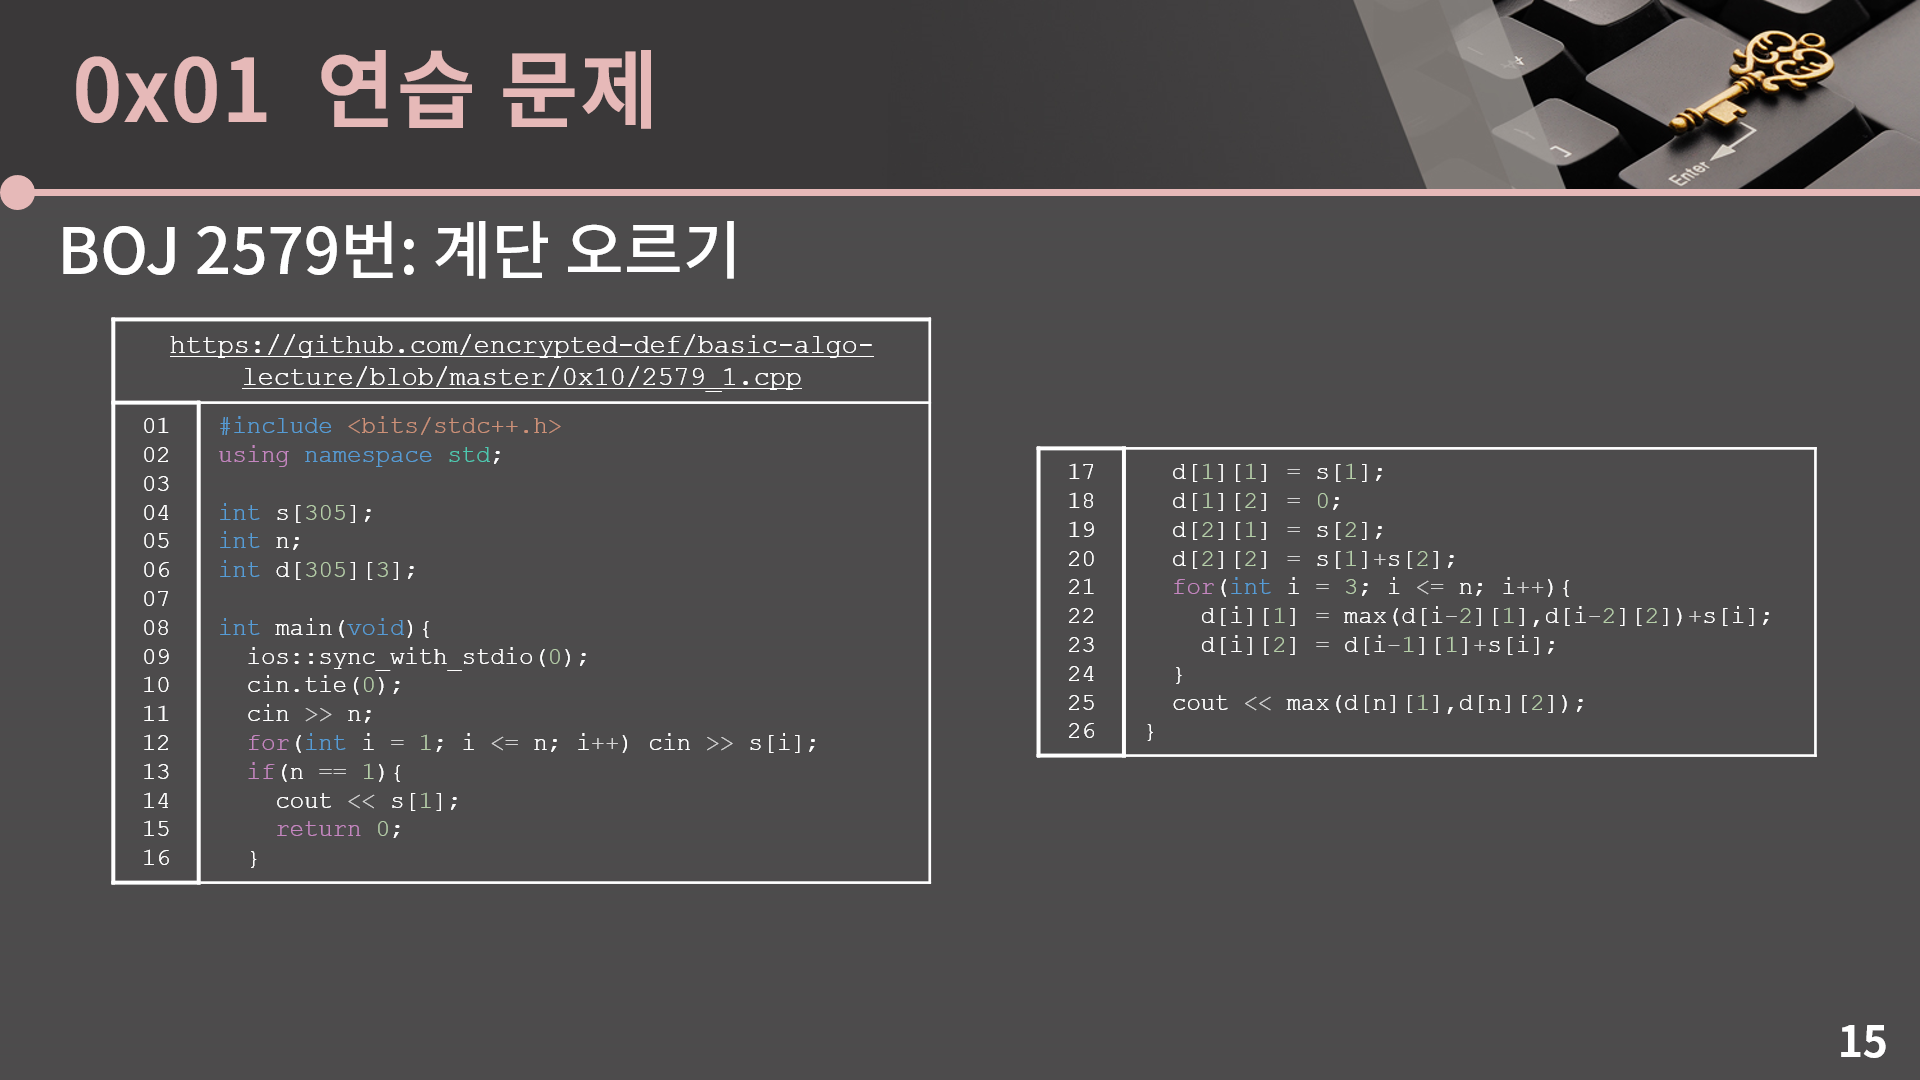 0x01 연습 문제
Enter
BOJ 2579번: 계단 오르기
https://github.com/encrypted-def/basic-algo-
lecture/blob/master/0x10/2579_1.cpp
01 #include <bits/stdc++.h>
02 using namespace std;
03
04 int s[305];
05 int n;
06 int d[305][3];
07
08 int main(void){
09   ios::sync_with_stdio(0);
10   cin.tie(0);
11   cin >> n;
12   for(int i = 1; i <= n; i++) cin >> s[i];
13   if(n == 1){
14     cout << s[1];
15     return 0;
16   }
17   d[1][1] = s[1];
18   d[1][2] = 0;
19   d[2][1] = s[2];
20   d[2][2] = s[1]+s[2];
21   for(int i = 3; i <= n; i++){
22     d[i][1] = max(d[i-2][1],d[i-2][2])+s[i];
23     d[i][2] = d[i-1][1]+s[i];
24   }
25   cout << max(d[n][1],d[n][2]);
26 }
15